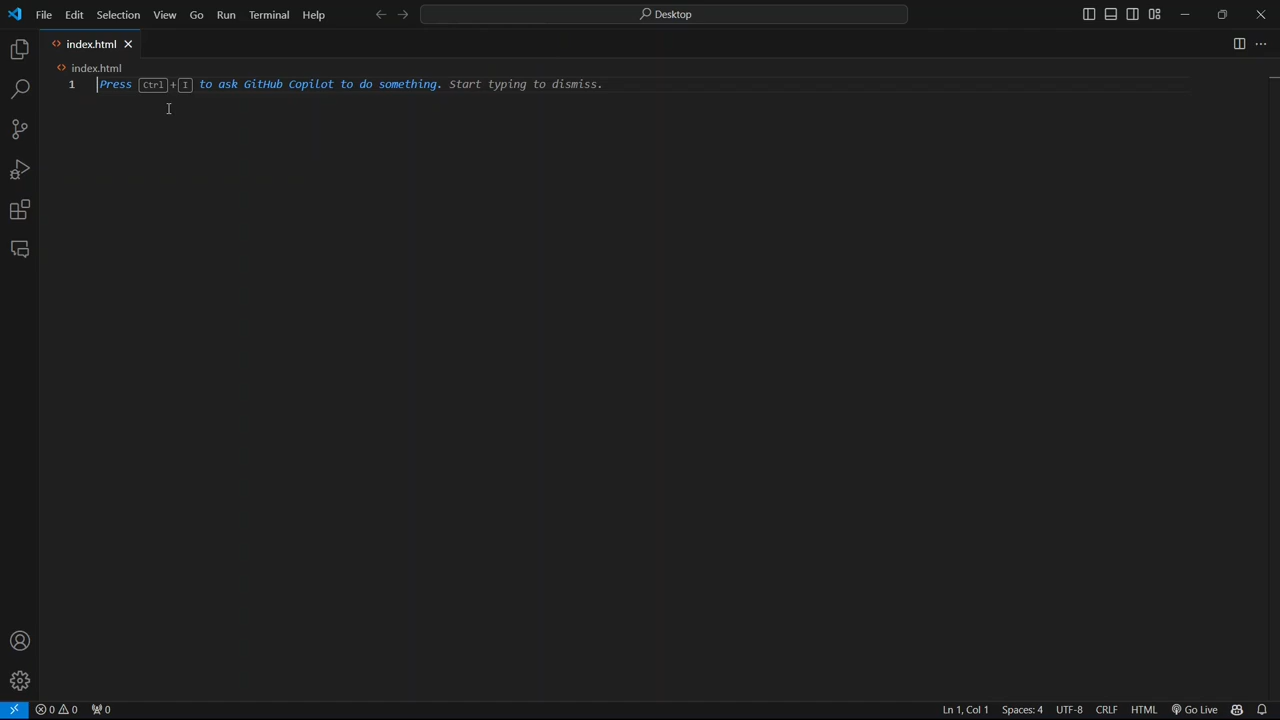 File Edit Selection View Go Run Terminal Help
Desktop
index.html
index.html
1 Press Ctrl+I to ask GitHub Copilot to do something. Start typing to dismiss.
0 0 0
Ln 1, Col 1 Spaces: 4 UTF-8 CRLF HTML Go Live